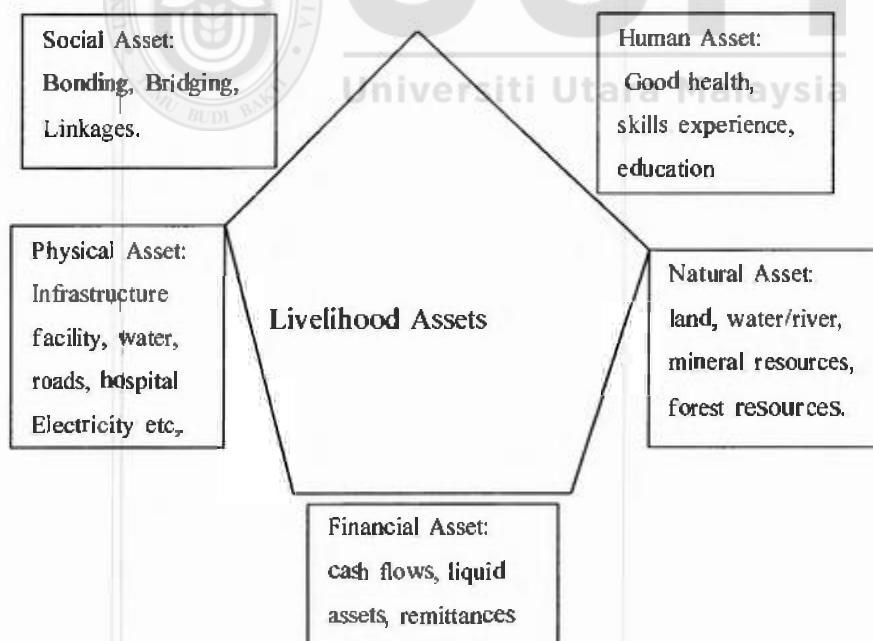 Social Asset:
Bonding, Bridging,
Linkages.
Human Asset:
Good health,
skills experience,
education
Universiti Utara Malaysia
BUDI
Physical Asset:
Infrastructure
facility, water,
roads, hospital
Electricity etc,
Livelihood Assets
Natural Asset:
land, water/river,
mineral resources,
forest resources.
Financial Asset:
cash flows, liquid
assets, remittances